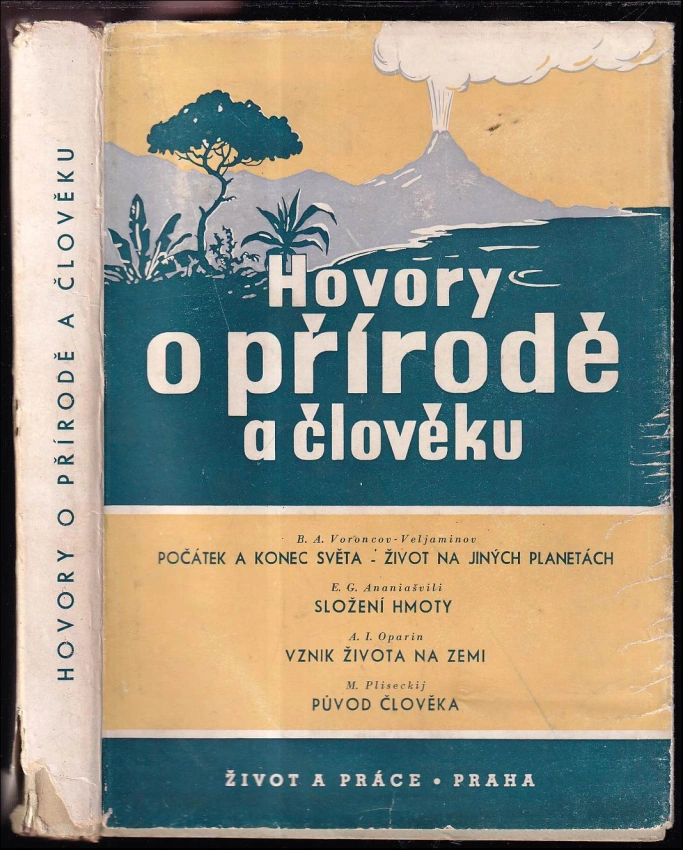 HOVORY O PŘÍRODĚ A ČLOVĚKU
Hovory
o přírodě
a člověku
B. A. Voroncov-Veljaminov
POČÁTEK A KONEC SVĚTA - ŽIVOT NA JINÝCH PLANETÁCH
E. G. Ananiašvili
SLOŽENÍ HMOTY
A. I. Oparin
VZNIK ŽIVOTA NA ZEMI
M. Pliseckij
PŮVOD ČLOVĚKA
ŽIVOT A PRÁCE • PRAHA